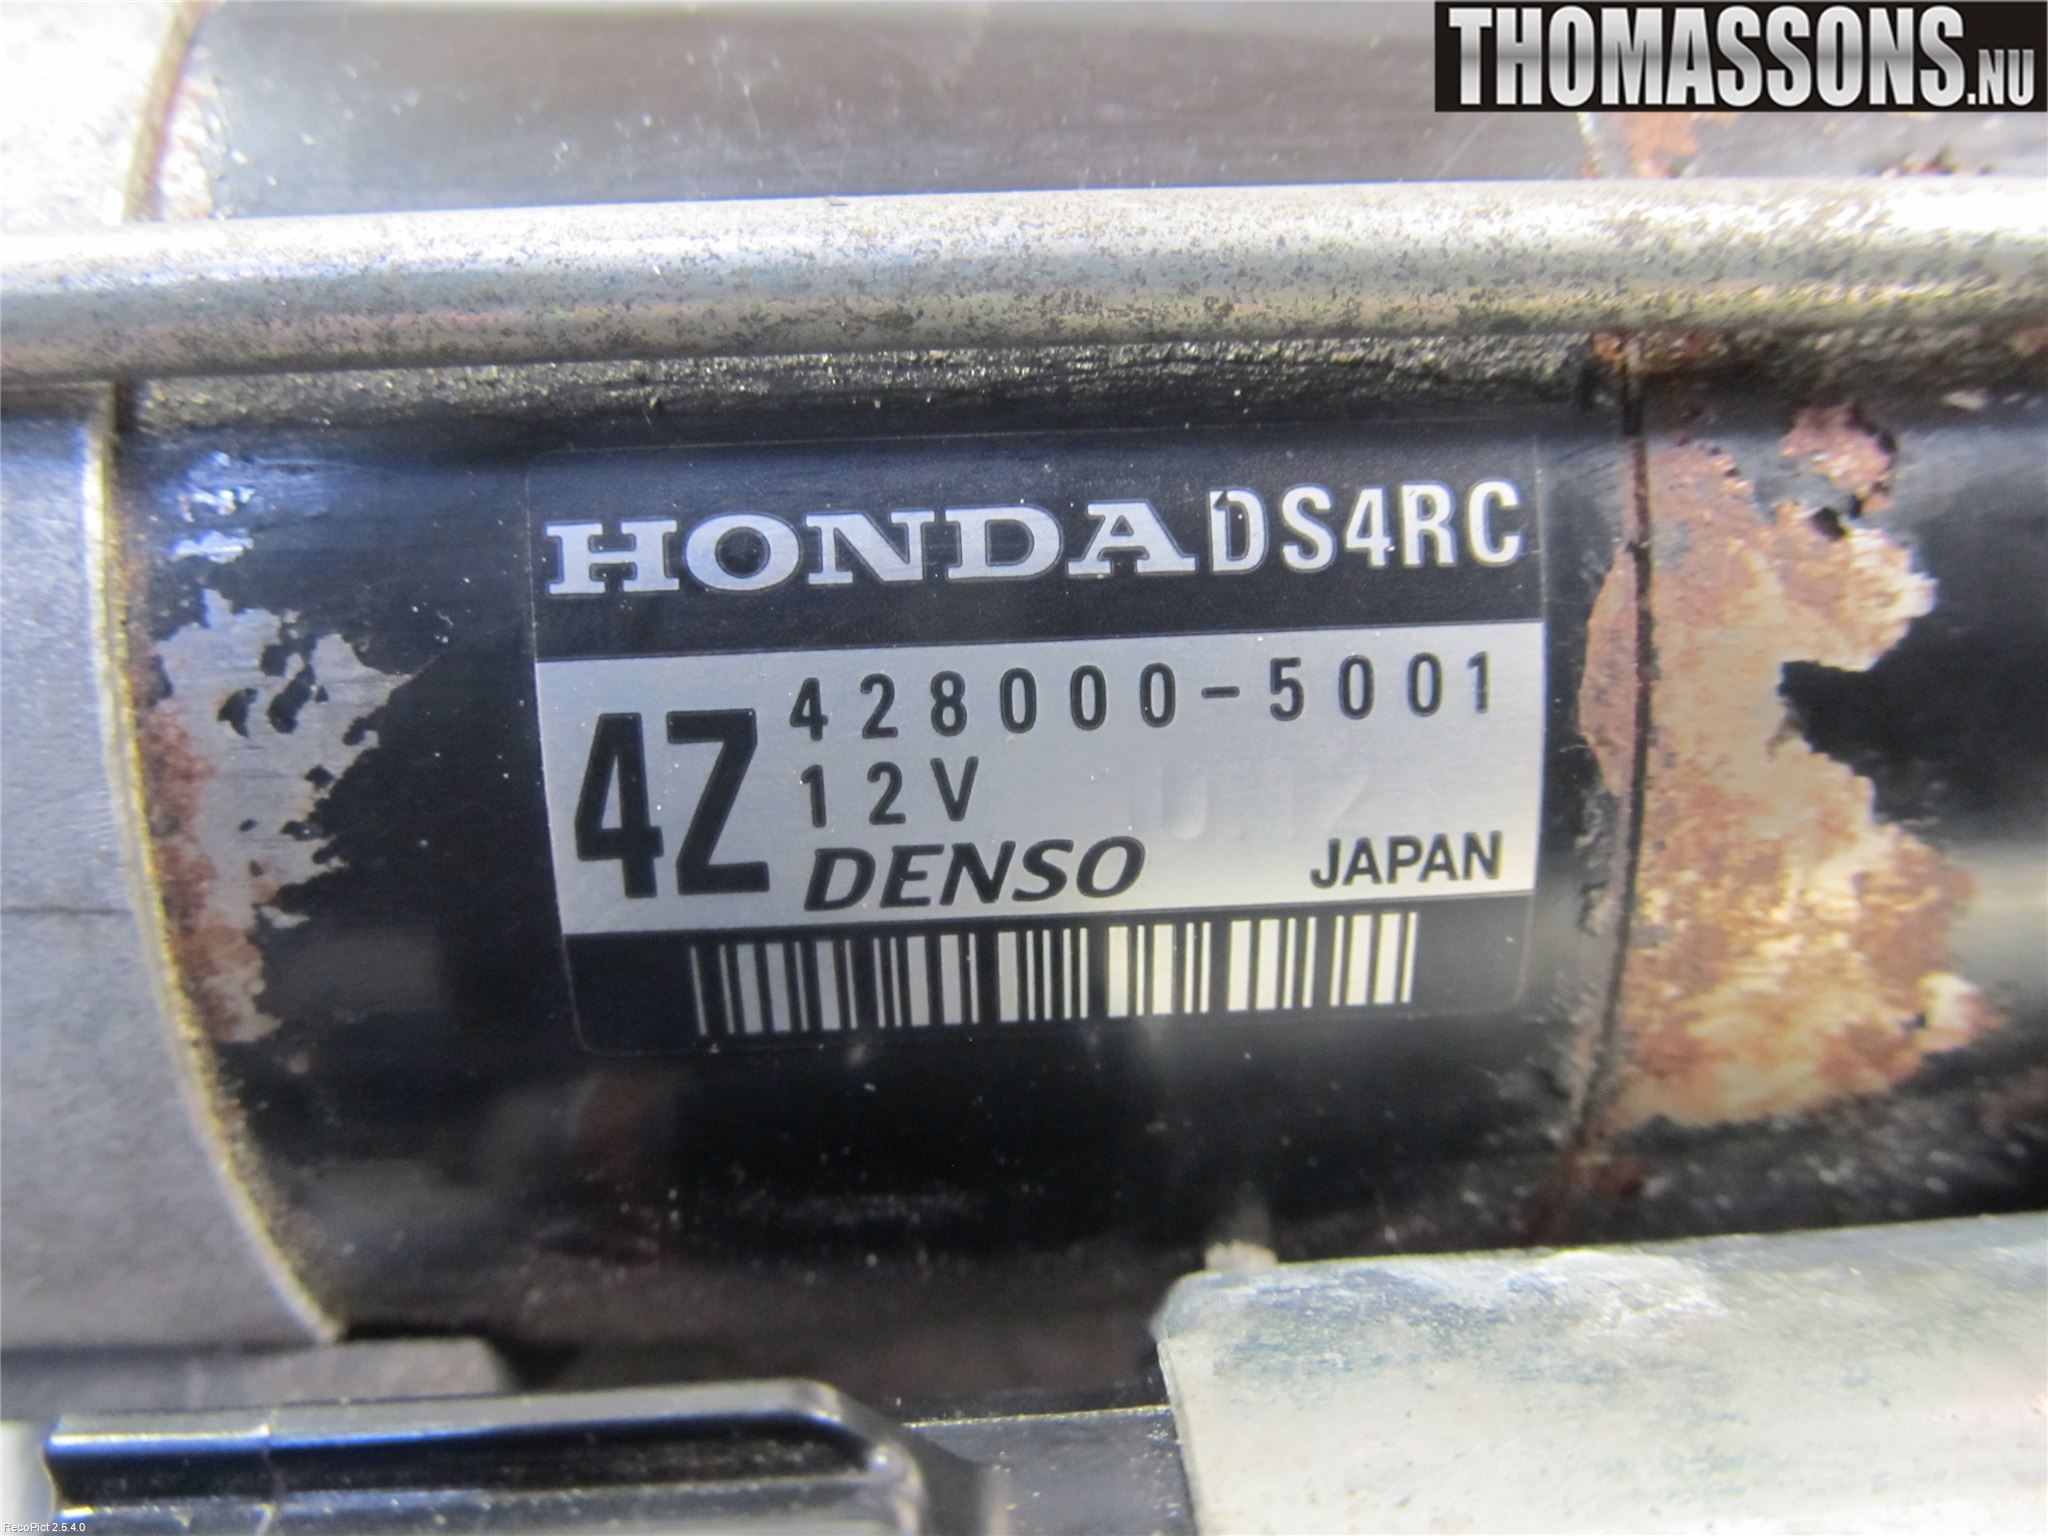 THOMASSONS.NU
HONDA DS4RC
4Z 428000-5001
12V
DENSO JAPAN
RecoPict 2.5.4.0